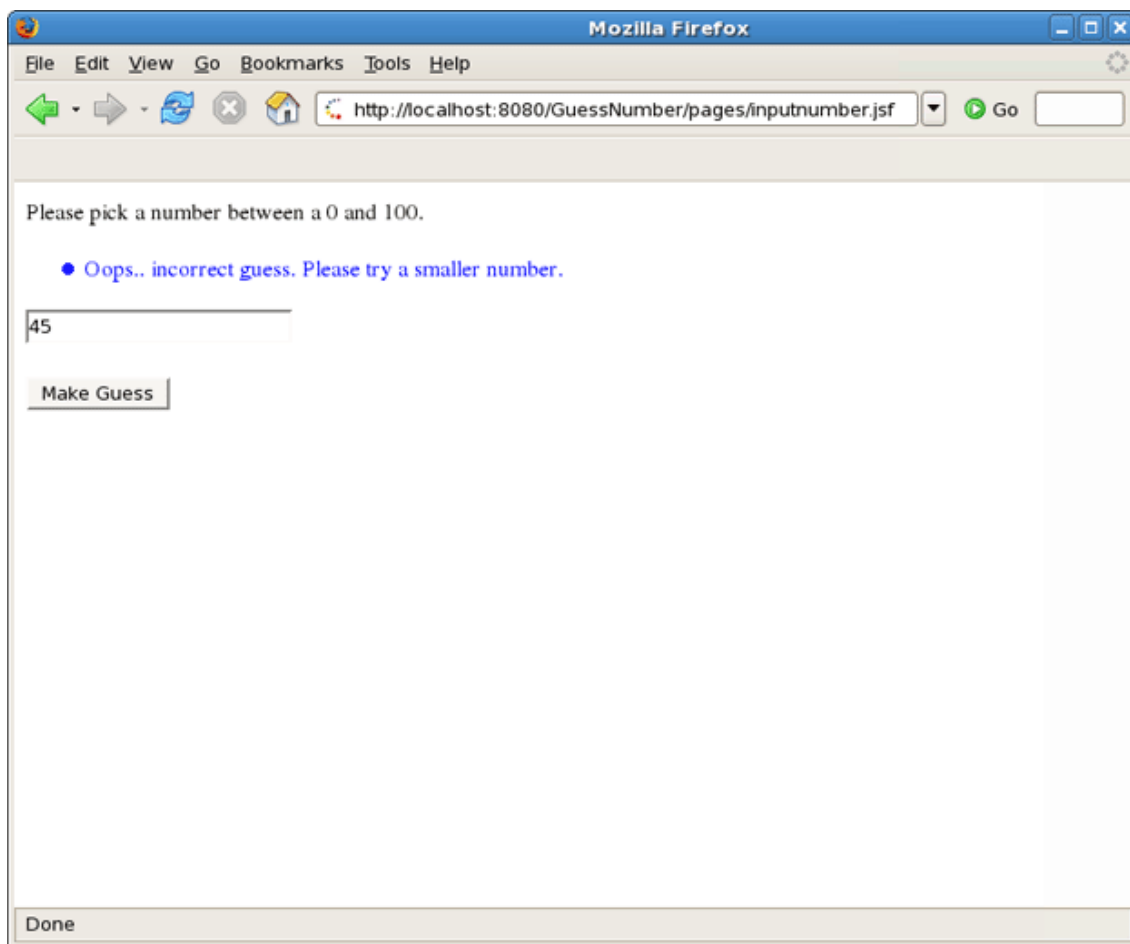 Mozilla Firefox
File Edit View Go Bookmarks Tools Help
http://localhost:8080/GuessNumber/pages/inputnumber.jsf Go
Please pick a number between a 0 and 100.
Oops.. incorrect guess. Please try a smaller number.
45
Make Guess
Done